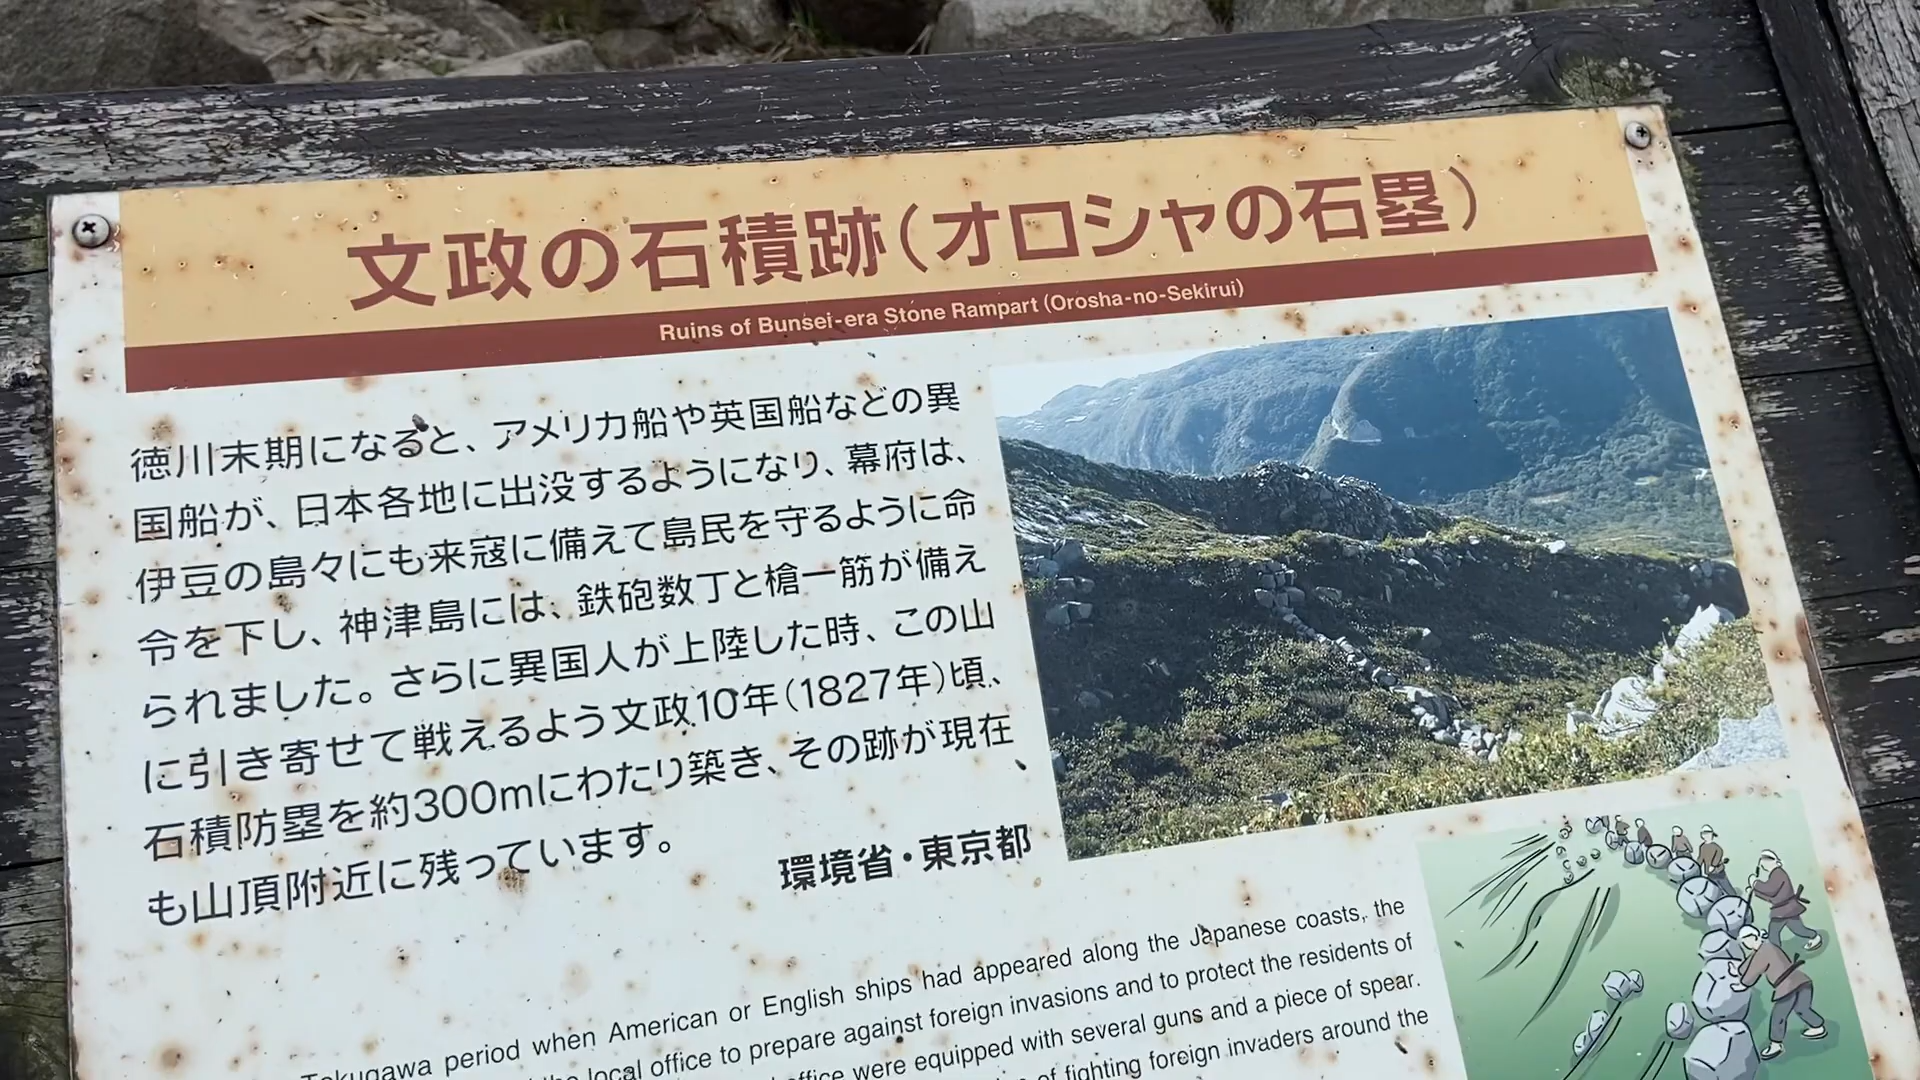 文政の石積跡(オロシャの石塁)
Ruins of Bunsei-era Stone Rampart (Orosha-no-Sekirui)
徳川末期になると、アメリカ船や英国船などの異
国船が、日本各地に出没するようになり、幕府は、
伊豆の島々にも来寇に備えて島民を守るように命
令を下し、神津島には、鉄砲数丁と槍一筋が備え
られました。さらに異国人が上陸した時、この山
に引き寄せて戦えるよう文政10年(1827年)頃、
石積防塁を約300mにわたり築き、その跡が現在
も山頂附近に残っています。
環境省・東京都
Tokugawa period when American or English ships had appeared along the Japanese coasts, the
the local office to prepare against foreign invasions and to protect the residents of
office were equipped with several guns and a piece of spear.
of fighting foreign invaders around the